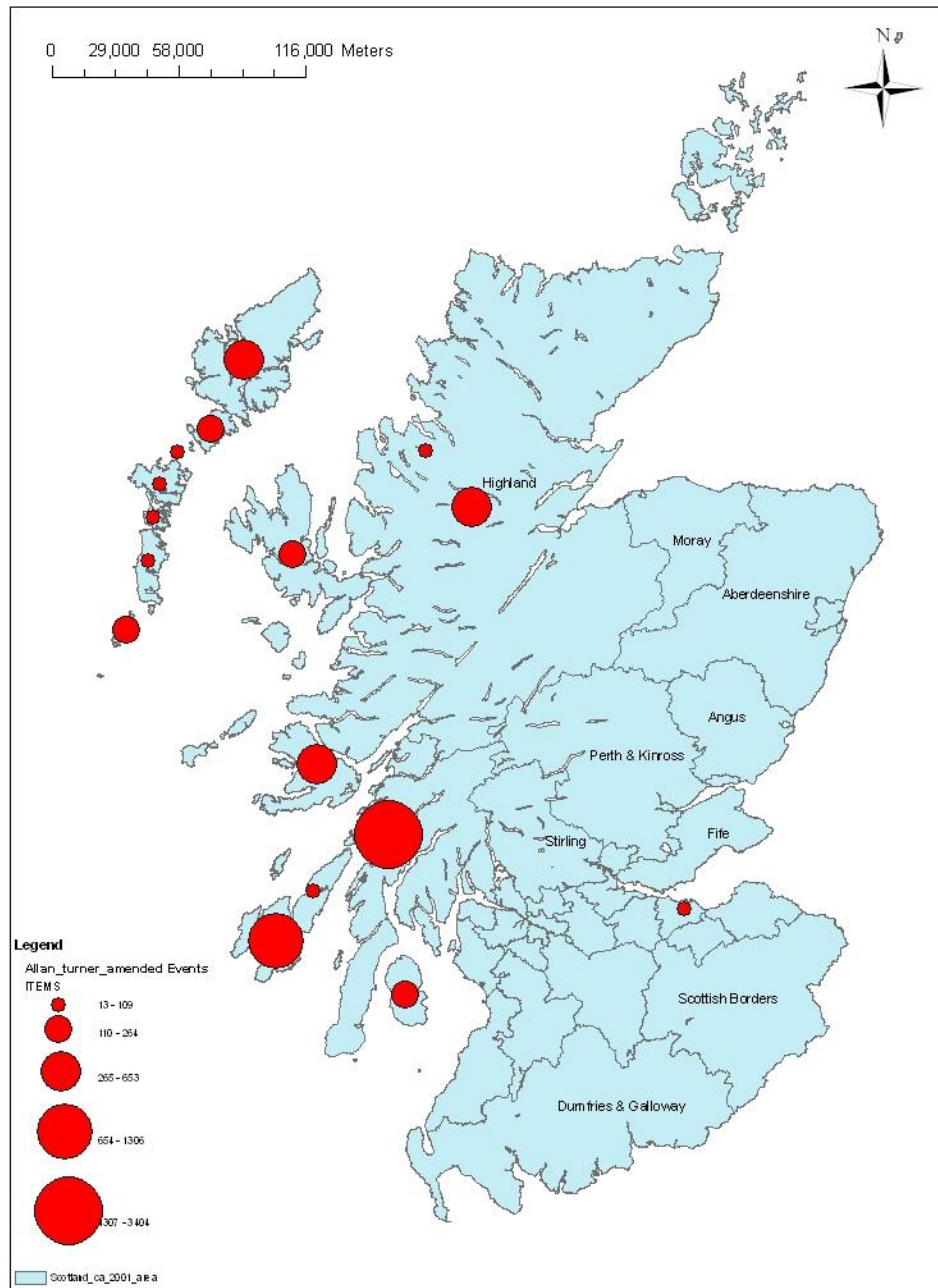 0 29,000 58,000 116,000 Meters
N
Highland
Moray
Aberdeenshire
Angus
Perth & Kinross
Fife
Stirling
Scottish Borders
Dumfries & Galloway
Legend
Allan_turner_amended Events
ITEMS
13 - 109
110 - 264
265 - 653
654 - 1306
1307 - 3404
Scotland_ca_2001_area